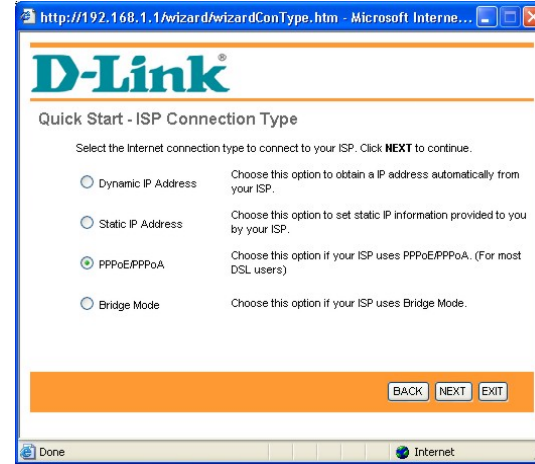 http://192.168.1.1/wizard/wizardConType.htm - Microsoft Interne...
D-Link®
Quick Start - ISP Connection Type
Select the Internet connection type to connect to your ISP. Click NEXT to continue.
Dynamic IP Address
Choose this option to obtain a IP address automatically from
your ISP.
Static IP Address
Choose this option to set static IP information provided to you
by your ISP.
PPPoE/PPPoA
Choose this option if your ISP uses PPPoE/PPPoA. (For most
DSL users)
Bridge Mode
Choose this option if your ISP uses Bridge Mode.
BACK NEXT EXIT
Done Internet